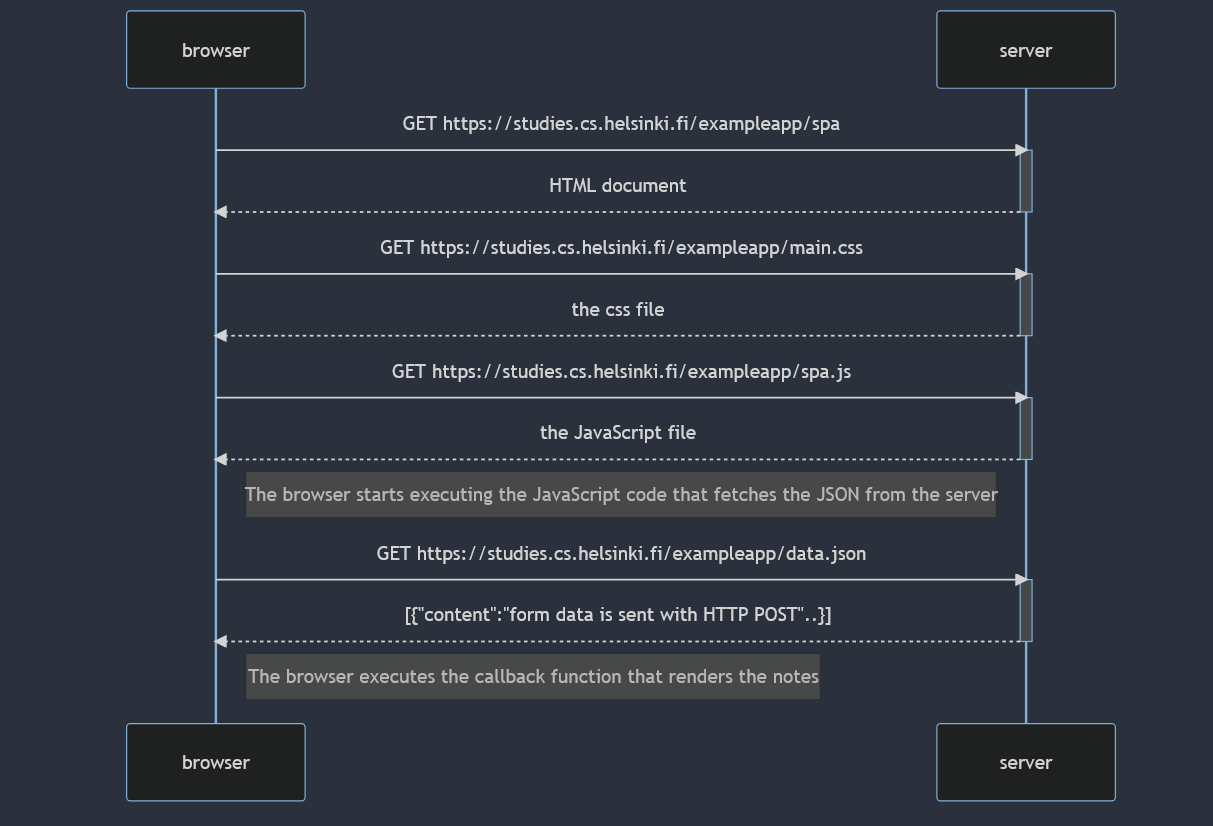 browser
server
GET https://studies.cs.helsinki.fi/exampleapp/spa
HTML document
GET https://studies.cs.helsinki.fi/exampleapp/main.css
the css file
GET https://studies.cs.helsinki.fi/exampleapp/spa.js
the JavaScript file
The browser starts executing the JavaScript code that fetches the JSON from the server
GET https://studies.cs.helsinki.fi/exampleapp/data.json
[{"content":"form data is sent with HTTP POST"..}]
The browser executes the callback function that renders the notes
browser
server